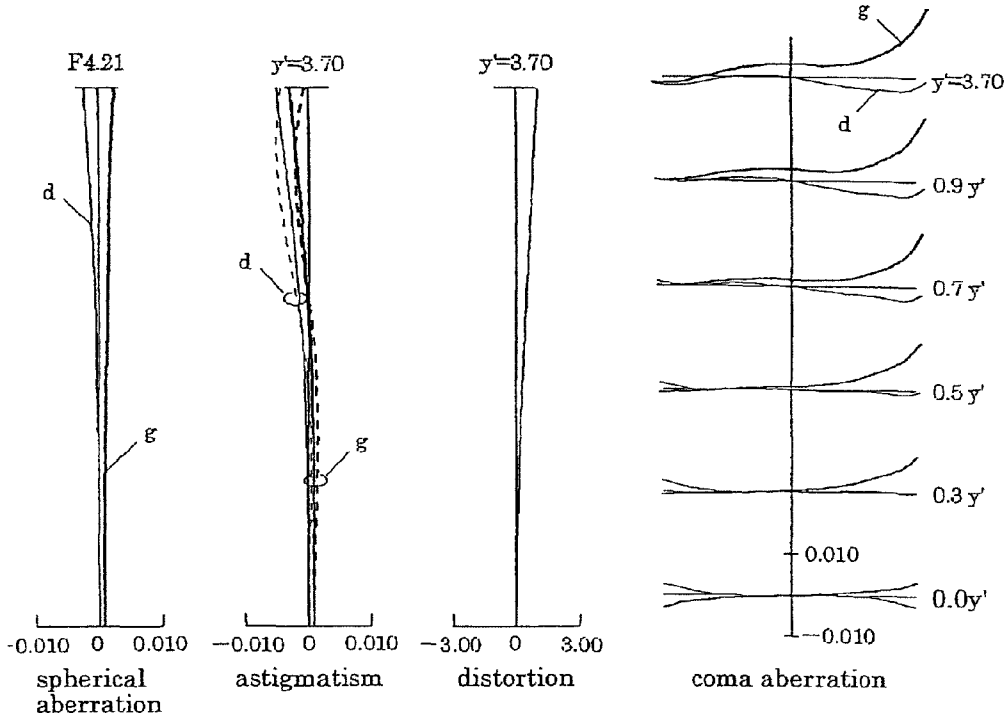 F4.21
d
g
-0.010 0 0.010
spherical
aberration
y'=3.70
d
g
-0.010 0 0.010
astigmatism
y'=3.70
-3.00 0 3.00
distortion
g
y'=3.70
d
0.9 y'
0.7 y'
0.5 y'
0.3 y'
0.010
0.0y'
-0.010
coma aberration